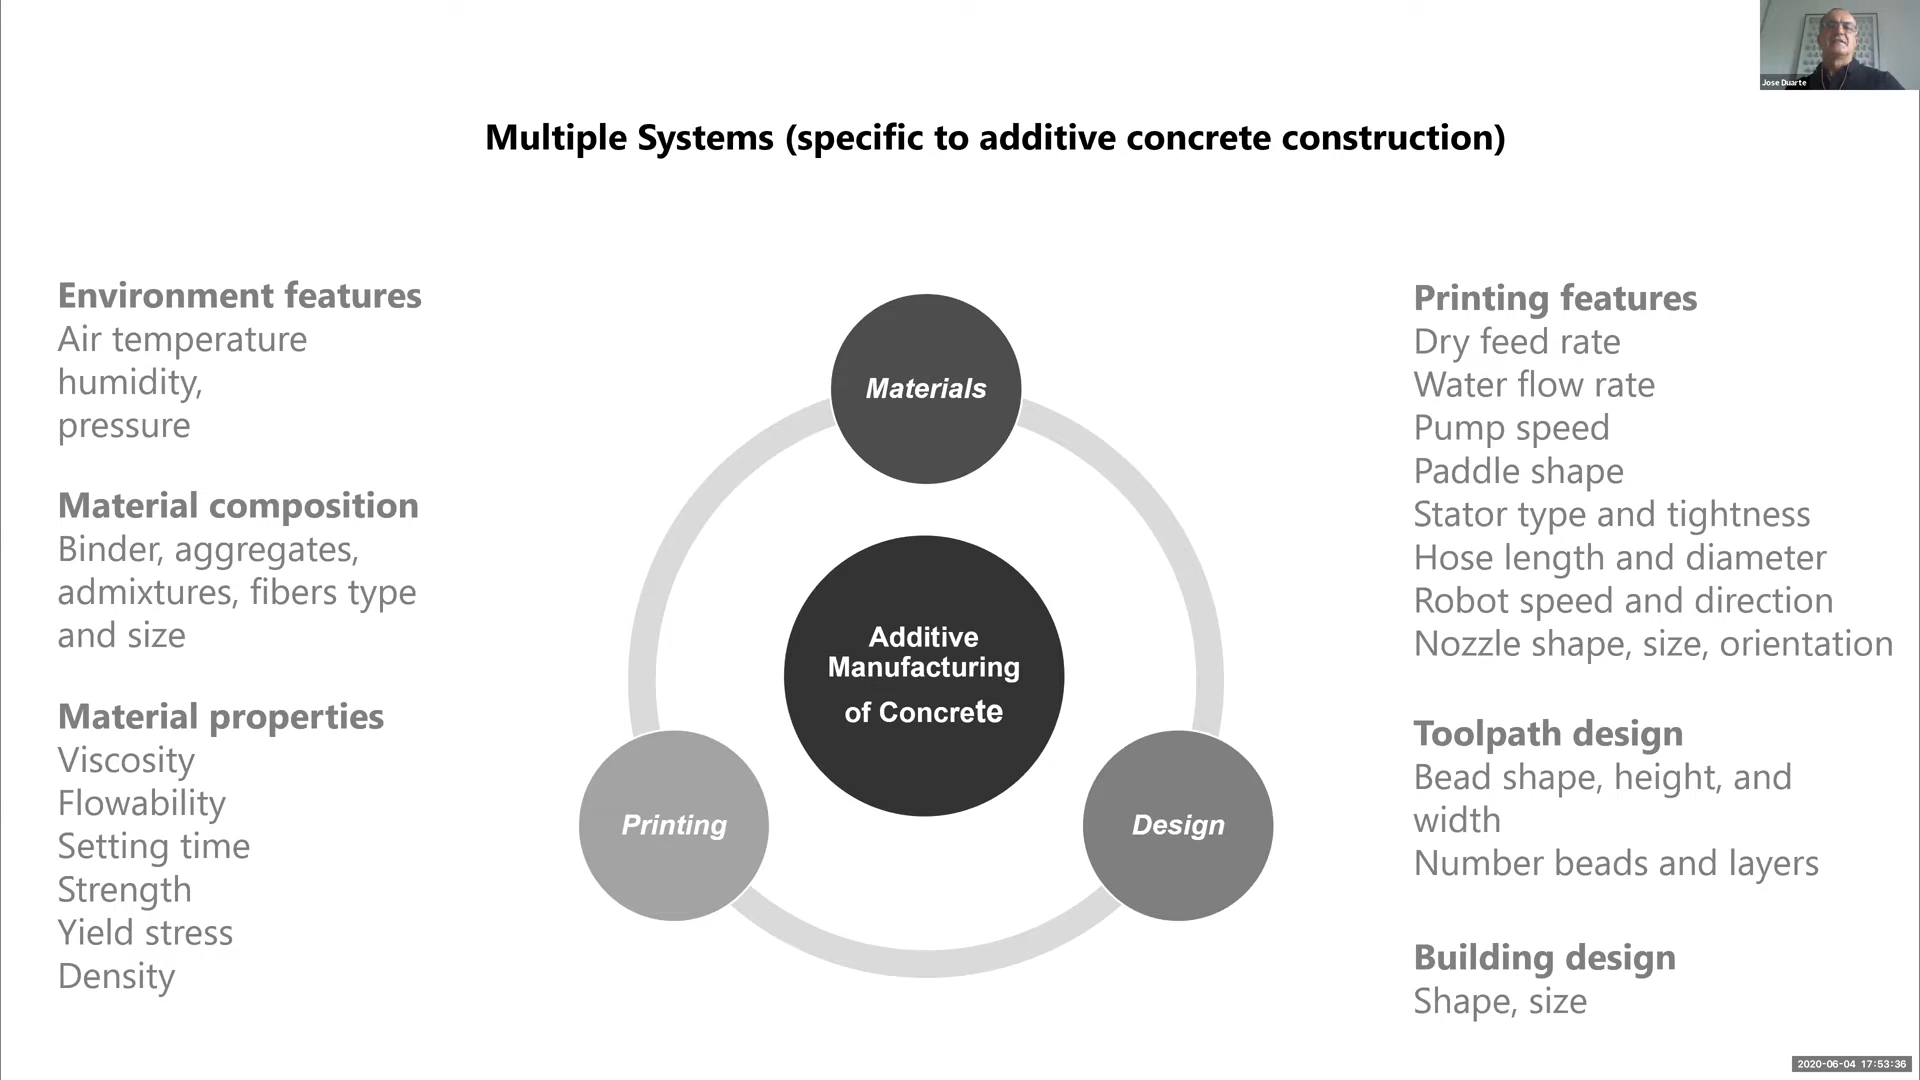 Jose Duarte
Multiple Systems (specific to additive concrete construction)
Environment features
Air temperature
humidity,
pressure
Material composition
Binder, aggregates,
admixtures, fibers type
and size
Material properties
Viscosity
Flowability
Setting time
Strength
Yield stress
Density
Materials
Additive
Manufacturing
of Concrete
Printing
Design
Printing features
Dry feed rate
Water flow rate
Pump speed
Paddle shape
Stator type and tightness
Hose length and diameter
Robot speed and direction
Nozzle shape, size, orientation
Toolpath design
Bead shape, height, and
width
Number beads and layers
Building design
Shape, size
2020-06-04 17:53:36